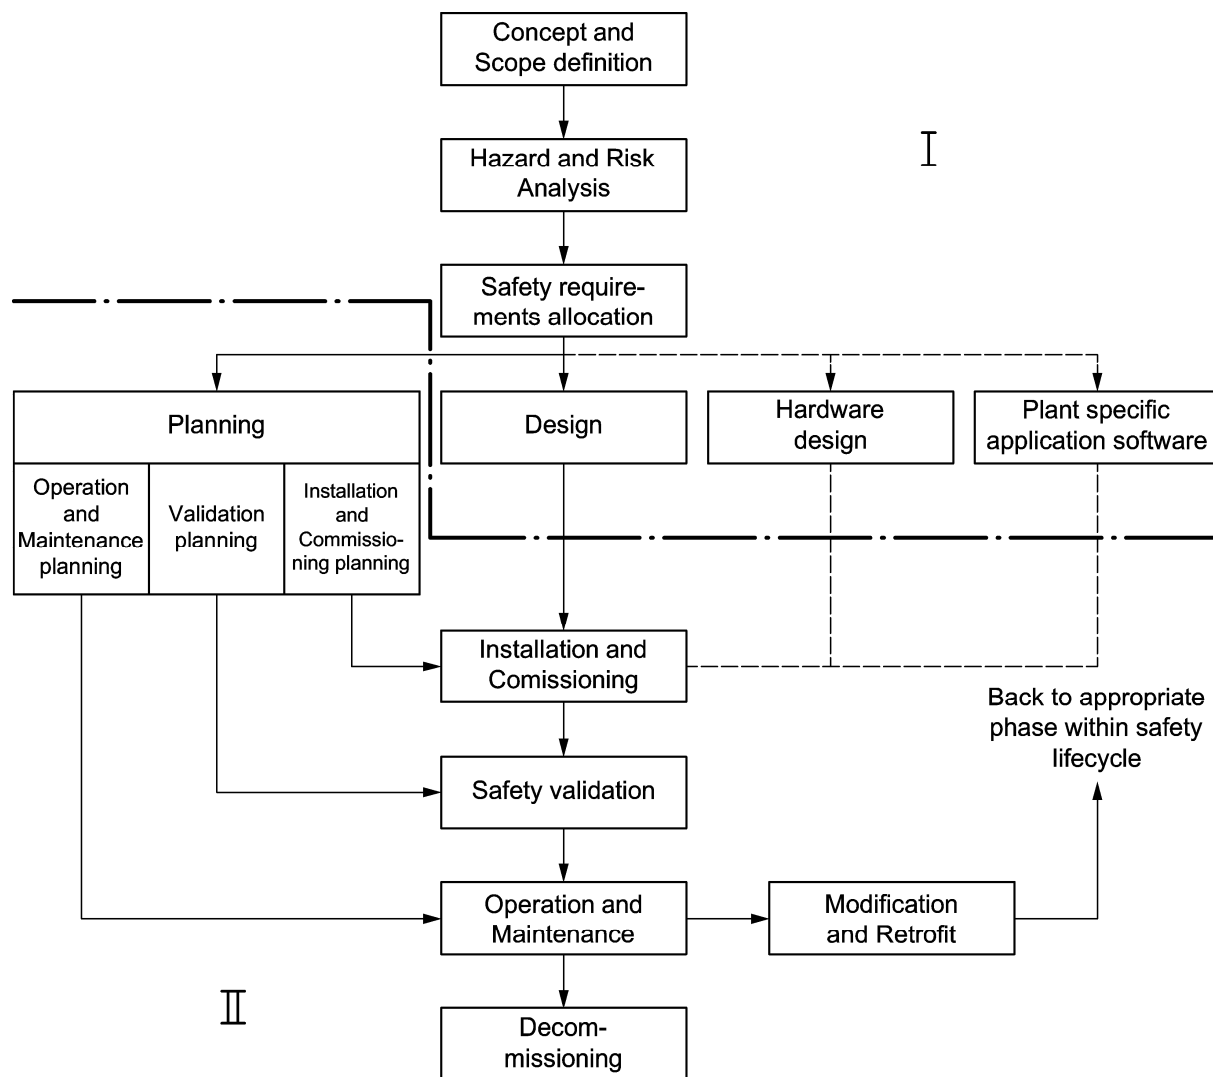 Concept and
Scope definition
I
Hazard and Risk
Analysis
Safety require-
ments allocation
Planning
Design
Hardware
design
Plant specific
application software
Operation
and
Maintenance
planning
Validation
planning
Installation
and
Commissio-
ning planning
Installation and
Comissioning
Back to appropriate
phase within safety
lifecycle
Safety validation
Operation and
Maintenance
Modification
and Retrofit
II
Decom-
missioning